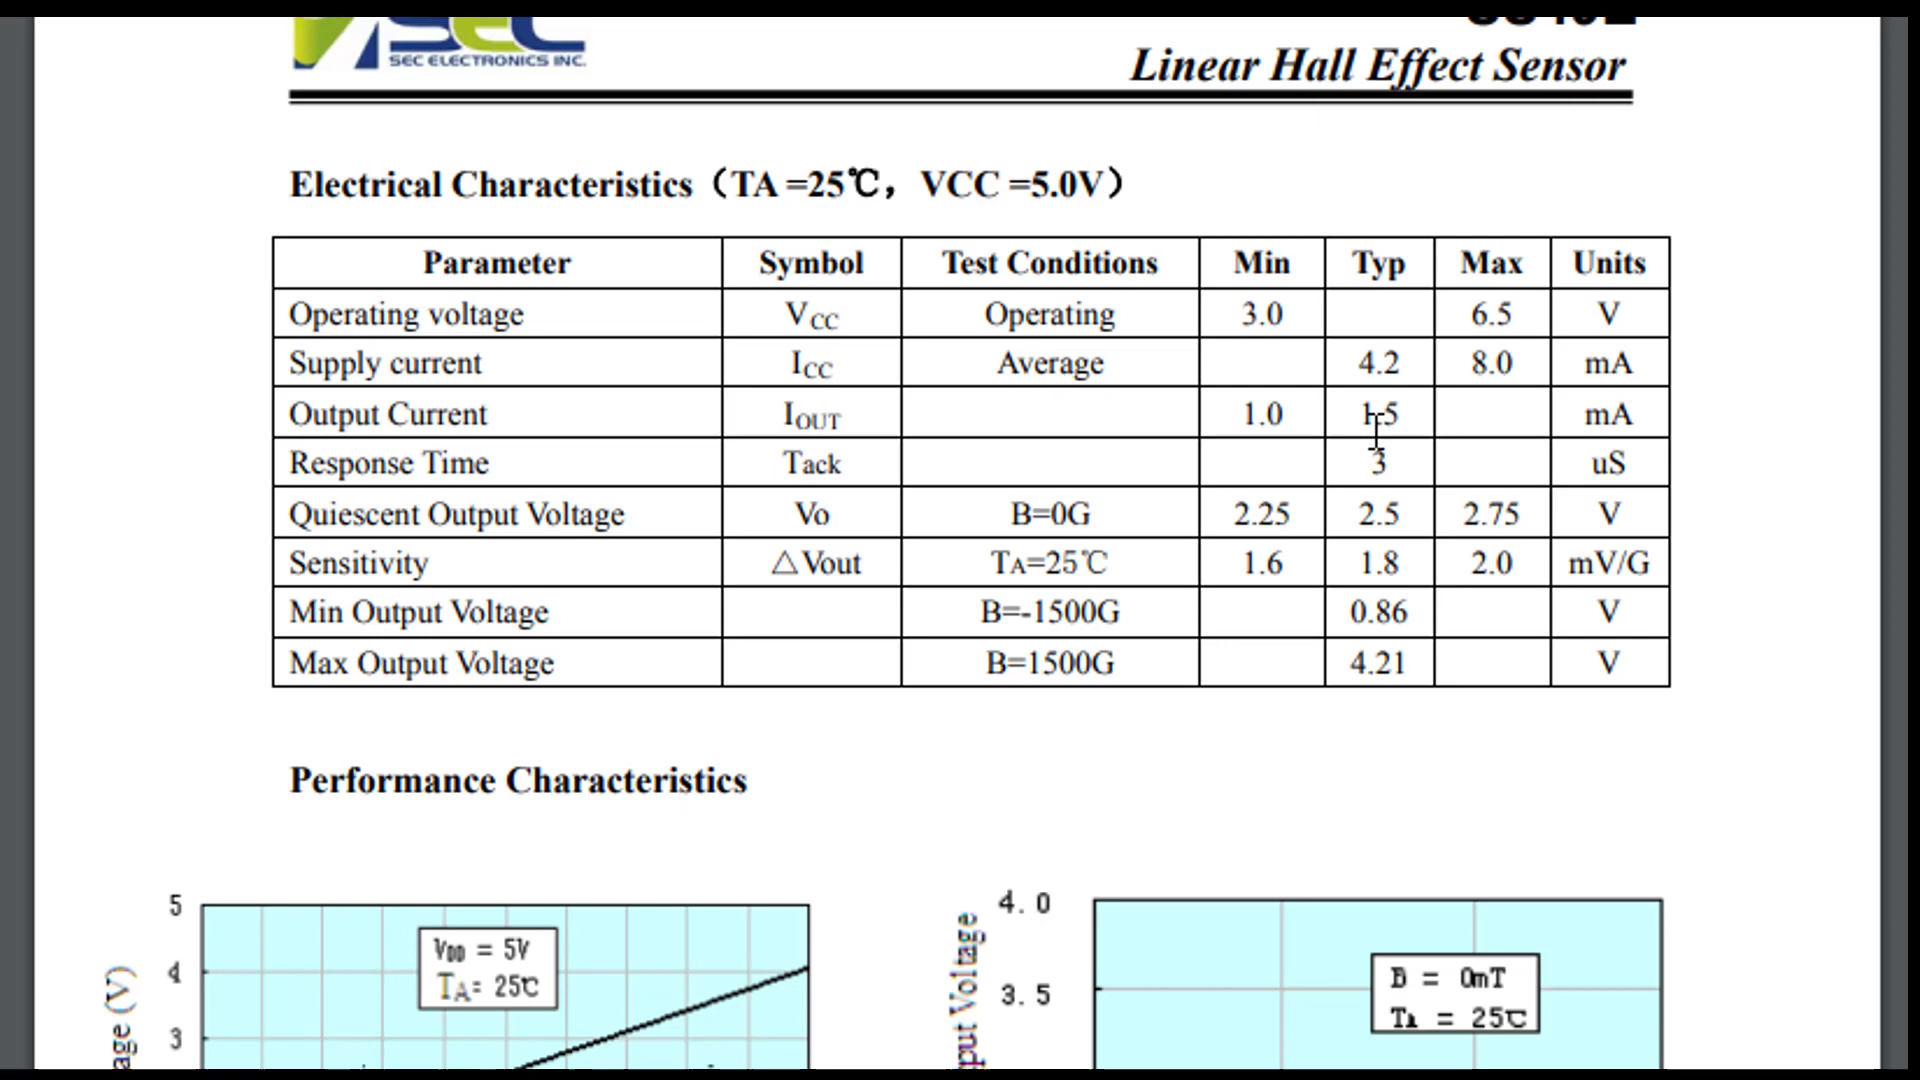 SEC
SEC ELECTRONICS INC.
Linear Hall Effect Sensor
Electrical Characteristics（TA =25℃，VCC =5.0V）
Parameter Symbol Test Conditions Min Typ Max Units
Operating voltage VCC Operating 3.0 6.5 V
Supply current ICC Average 4.2 8.0 mA
Output Current IOUT 1.0 1.5 mA
Response Time Tack 3 uS
Quiescent Output Voltage Vo B=0G 2.25 2.5 2.75 V
Sensitivity △Vout TA=25℃ 1.6 1.8 2.0 mV/G
Min Output Voltage B=-1500G 0.86 V
Max Output Voltage B=1500G 4.21 V
Performance Characteristics
5
VDD = 5V
TA= 25℃
4
3
(V)
4.0
Voltage
B = 0mT
TA = 25℃
3.5